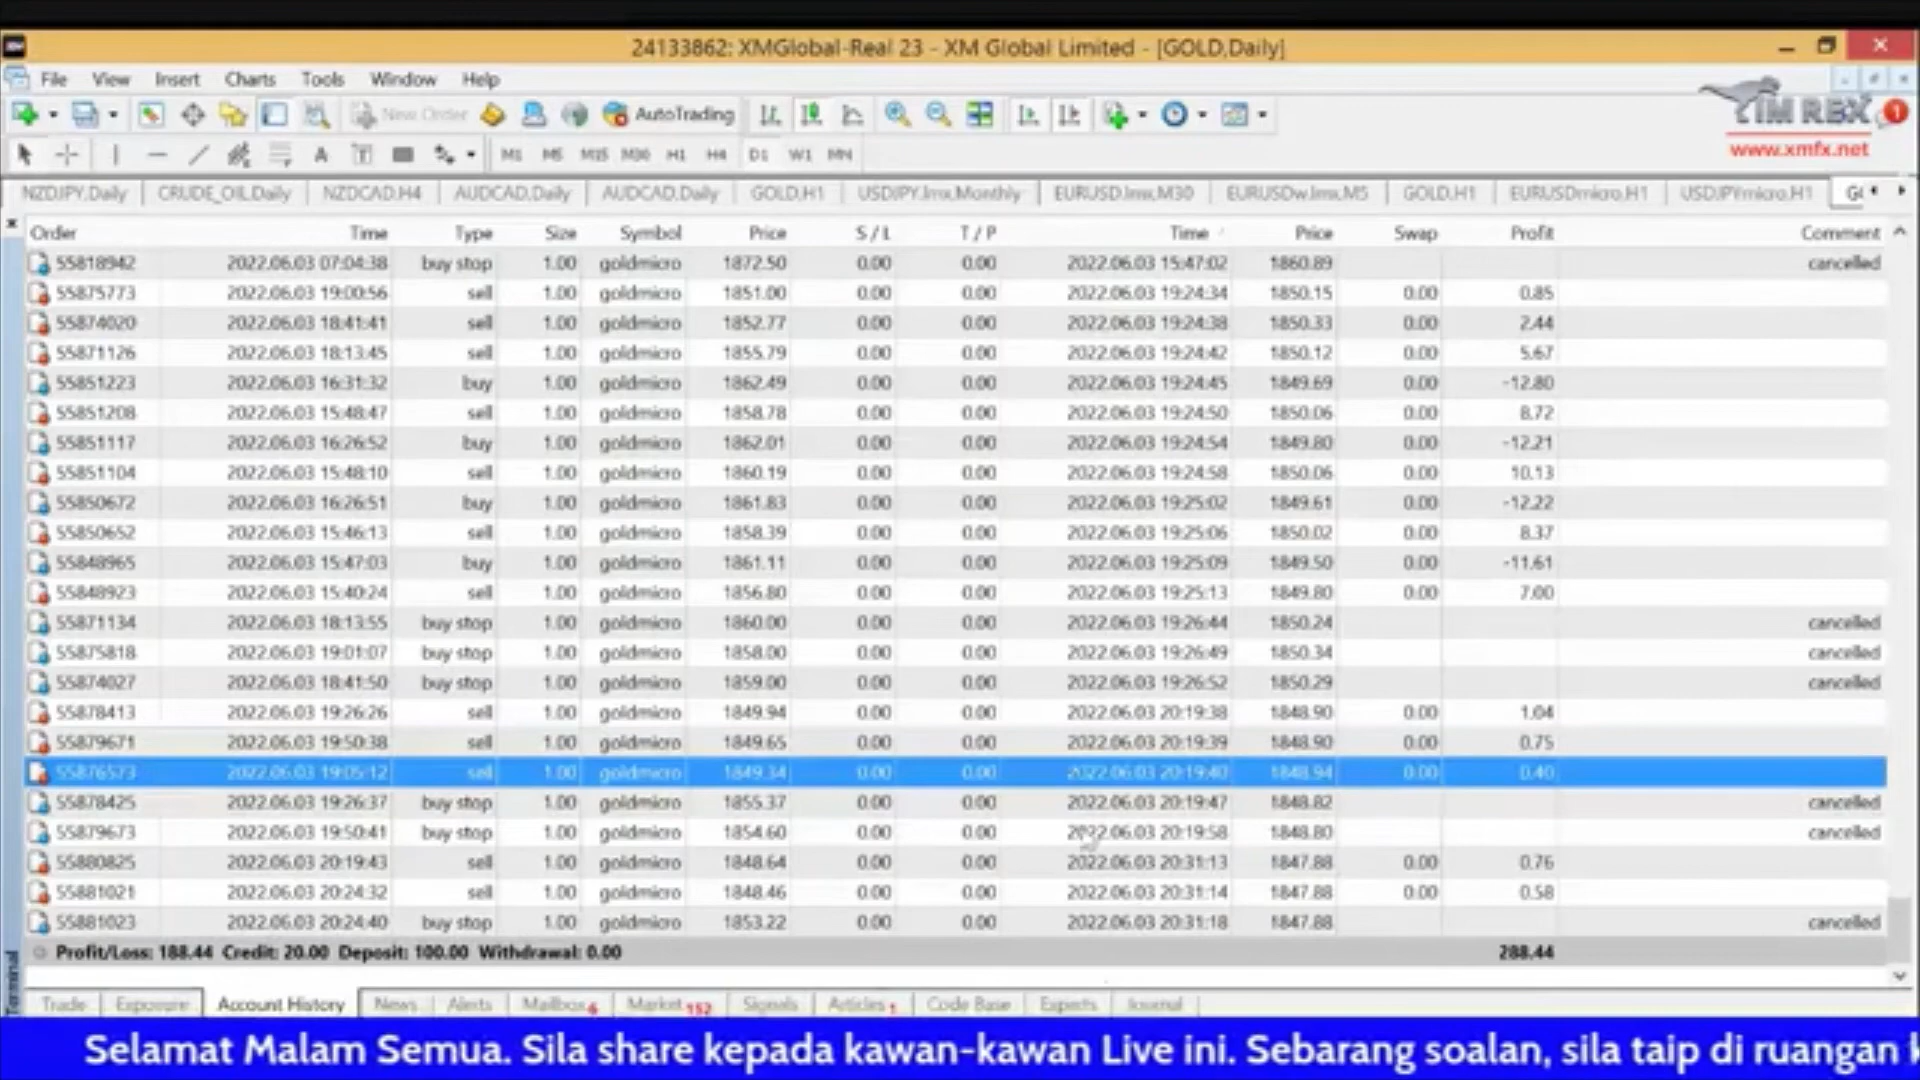 24133862: XMGlobal-Real 23 - XM Global Limited - [GOLD,Daily]
File View Insert Charts Tools Window Help
New Order AutoTrading
TIM REX 1
www.xmfx.net
M1 M5 M15 M30 H1 H4 D1 W1 MN
NZDJPY,Daily CRUDE_OIL,Daily NZDCAD,H4 AUDCAD,Daily AUDCAD,Daily GOLD,H1 USDJPY.lmx,Monthly EURUSD.lmx,M30 EURUSDw.lmx,M5 GOLD,H1 EURUSDmicro,H1 USDJPYmicro,H1
Order Time Type Size Symbol Price S / L T / P Time Price Swap Profit Comment
55818942 2022.06.03 07:04:38 buy stop 1.00 goldmicro 1872.50 0.00 0.00 2022.06.03 15:47:02 1860.89 cancelled
55875773 2022.06.03 19:00:56 sell 1.00 goldmicro 1851.00 0.00 0.00 2022.06.03 19:24:34 1850.15 0.00 0.85
55874020 2022.06.03 18:41:41 sell 1.00 goldmicro 1852.77 0.00 0.00 2022.06.03 19:24:38 1850.33 0.00 2.44
55871126 2022.06.03 18:13:45 sell 1.00 goldmicro 1855.79 0.00 0.00 2022.06.03 19:24:42 1850.12 0.00 5.67
55851223 2022.06.03 16:31:32 buy 1.00 goldmicro 1862.49 0.00 0.00 2022.06.03 19:24:45 1849.69 0.00 -12.80
55851208 2022.06.03 15:48:47 sell 1.00 goldmicro 1858.78 0.00 0.00 2022.06.03 19:24:50 1850.06 0.00 8.72
55851117 2022.06.03 16:26:52 buy 1.00 goldmicro 1862.01 0.00 0.00 2022.06.03 19:24:54 1849.80 0.00 -12.21
55851104 2022.06.03 15:48:10 sell 1.00 goldmicro 1860.19 0.00 0.00 2022.06.03 19:24:58 1850.06 0.00 10.13
55850672 2022.06.03 16:26:51 buy 1.00 goldmicro 1861.83 0.00 0.00 2022.06.03 19:25:02 1849.61 0.00 -12.22
55850652 2022.06.03 15:46:13 sell 1.00 goldmicro 1858.39 0.00 0.00 2022.06.03 19:25:06 1850.02 0.00 8.37
55848965 2022.06.03 15:47:03 buy 1.00 goldmicro 1861.11 0.00 0.00 2022.06.03 19:25:09 1849.50 0.00 -11.61
55848923 2022.06.03 15:40:24 sell 1.00 goldmicro 1856.80 0.00 0.00 2022.06.03 19:25:13 1849.80 0.00 7.00
55871134 2022.06.03 18:13:55 buy stop 1.00 goldmicro 1860.00 0.00 0.00 2022.06.03 19:26:44 1850.24 cancelled
55875818 2022.06.03 19:01:07 buy stop 1.00 goldmicro 1858.00 0.00 0.00 2022.06.03 19:26:49 1850.34 cancelled
55874027 2022.06.03 18:41:50 buy stop 1.00 goldmicro 1859.00 0.00 0.00 2022.06.03 19:26:52 1850.29 cancelled
55878413 2022.06.03 19:26:26 sell 1.00 goldmicro 1849.94 0.00 0.00 2022.06.03 20:19:38 1848.90 0.00 1.04
55879671 2022.06.03 19:50:38 sell 1.00 goldmicro 1849.65 0.00 0.00 2022.06.03 20:19:39 1848.90 0.00 0.75
55876573 2022.06.03 19:05:12 sell 1.00 goldmicro 1849.34 0.00 0.00 2022.06.03 20:19:40 1848.94 0.00 0.40
55878425 2022.06.03 19:26:37 buy stop 1.00 goldmicro 1855.37 0.00 0.00 2022.06.03 20:19:47 1848.82 cancelled
55879673 2022.06.03 19:50:41 buy stop 1.00 goldmicro 1854.60 0.00 0.00 2022.06.03 20:19:58 1848.80 cancelled
55880825 2022.06.03 20:19:43 sell 1.00 goldmicro 1848.64 0.00 0.00 2022.06.03 20:31:13 1847.88 0.00 0.76
55881021 2022.06.03 20:24:32 sell 1.00 goldmicro 1848.46 0.00 0.00 2022.06.03 20:31:14 1847.88 0.00 0.58
55881023 2022.06.03 20:24:40 buy stop 1.00 goldmicro 1853.22 0.00 0.00 2022.06.03 20:31:18 1847.88 cancelled
Profit/Loss: 188.44 Credit: 20.00 Deposit: 100.00 Withdrawal: 0.00 288.44
Terminal
Trade Exposure Account History News Alerts Mailbox 6 Market 152 Signals Articles 1 Code Base Experts Journal
Selamat Malam Semua. Sila share kepada kawan-kawan Live ini. Sebarang soalan, sila taip di ruangan